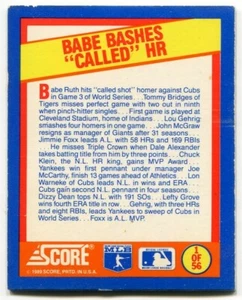 BABE BASHES
"CALLED" HR
Babe Ruth hits "called shot" homer against Cubs
in Game 3 of World Series . . . Tommy Bridges of
Tigers misses perfect game with two out in ninth
when pinch-hitter singles . . . First game is played at
Cleveland Stadium, home of Indians . . . Lou Gehrig
smashes four homers in one game . . . John McGraw
resigns as manager of Giants after 31 seasons . . .
Jimmie Foxx leads A.L. with 58 HRs and 169 RBIs
. . . He misses Triple Crown when Dale Alexander
takes batting title from him by three points . . . Chuck
Klein, the N.L. HR king, gains MVP Award . . .
Yankees win first pennant under manager Joe
McCarthy, finish 13 games ahead of Athletics . . . Lon
Warneke of Cubs leads N.L. in wins and ERA . . .
Cubs gain second N.L. pennant in four seasons . . .
Dizzy Dean tops N.L. with 191 SOs . . . Lefty Grove
wins fourth ERA title in row . . . Gehrig, with three HRs
and eight RBIs, leads Yankees to sweep of Cubs in
World Series . . . Foxx is A.L. MVP.
SCORE
© 1989 SCORE, PRTD. IN U.S.A.
MLB
1
OF
56